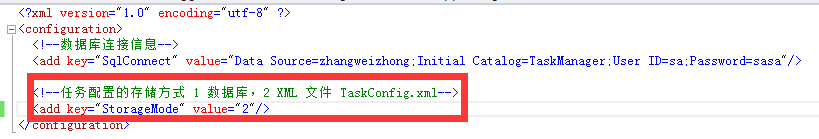 <?xml version="1.0" encoding="utf-8" ?>
<configuration>
<!--数据库连接信息-->
<add key="SqlConnect" value="Data Source=zhangweizhong;Initial Catalog=TaskManager;User ID=sa;Password=sasa"/>
<!--任务配置的存储方式 1 数据库，2 XML 文件 TaskConfig.xml-->
<add key="StorageMode" value="2"/>
</configuration>